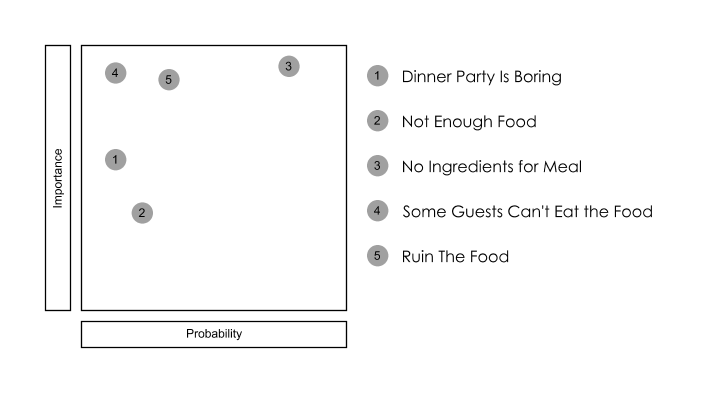 4
5
3
1
2
Importance
Probability
1 Dinner Party Is Boring
2 Not Enough Food
3 No Ingredients for Meal
4 Some Guests Can't Eat the Food
5 Ruin The Food